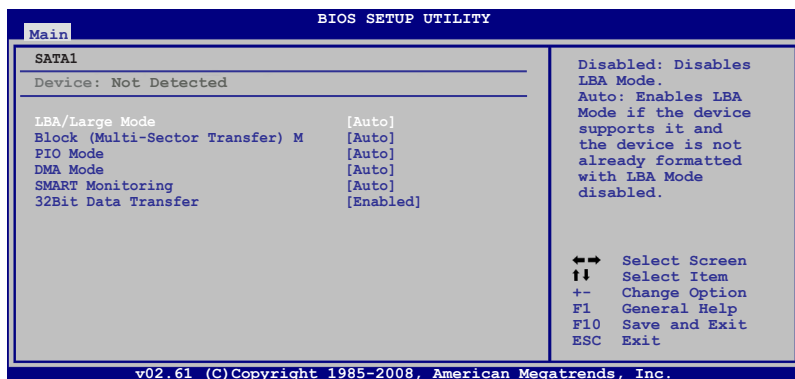 BIOS SETUP UTILITY
Main
SATA1
Device: Not Detected
LBA/Large Mode [Auto]
Block (Multi-Sector Transfer) M [Auto]
PIO Mode [Auto]
DMA Mode [Auto]
SMART Monitoring [Auto]
32Bit Data Transfer [Enabled]
Disabled: Disables
LBA Mode.
Auto: Enables LBA
Mode if the device
supports it and
the device is not
already formatted
with LBA Mode
disabled.
←→ Select Screen
↑↓ Select Item
+- Change Option
F1 General Help
F10 Save and Exit
ESC Exit
v02.61 (C)Copyright 1985-2008, American Megatrends, Inc.